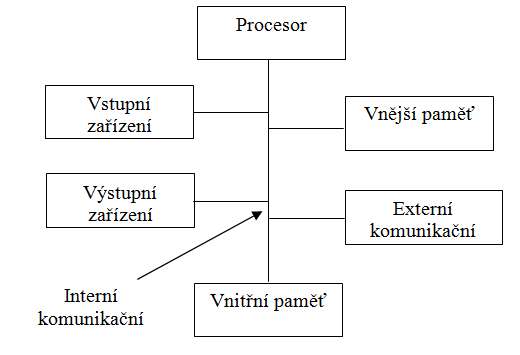 Procesor
Vstupní
zařízení
Vnější paměť
Výstupní
zařízení
Externí
komunikační
Interní
komunikační
Vnitřní paměť